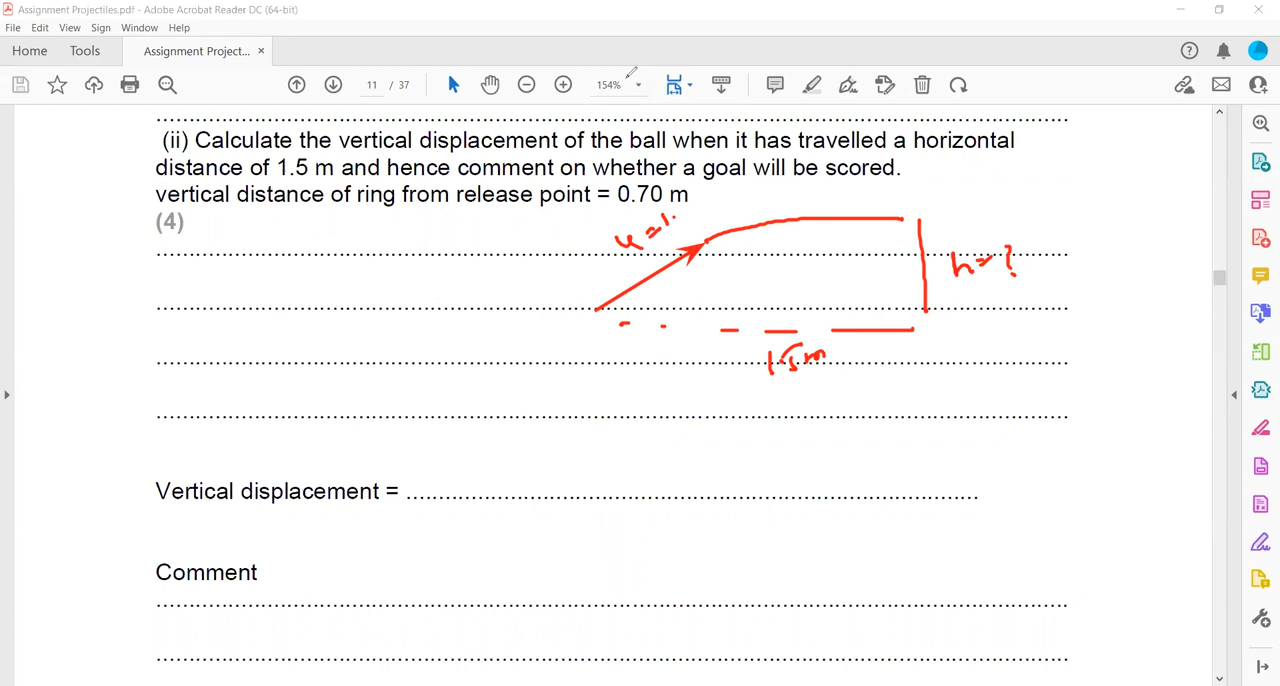 Assignment Projectiles.pdf - Adobe Acrobat Reader DC (64-bit)
File Edit View Sign Window Help
Home Tools Assignment Project... ×
11 / 37 154%
(ii) Calculate the vertical displacement of the ball when it has travelled a horizontal
distance of 1.5 m and hence comment on whether a goal will be scored.
vertical distance of ring from release point = 0.70 m
(4)
h = ?
1.5m
Vertical displacement = ........................................................................................
Comment